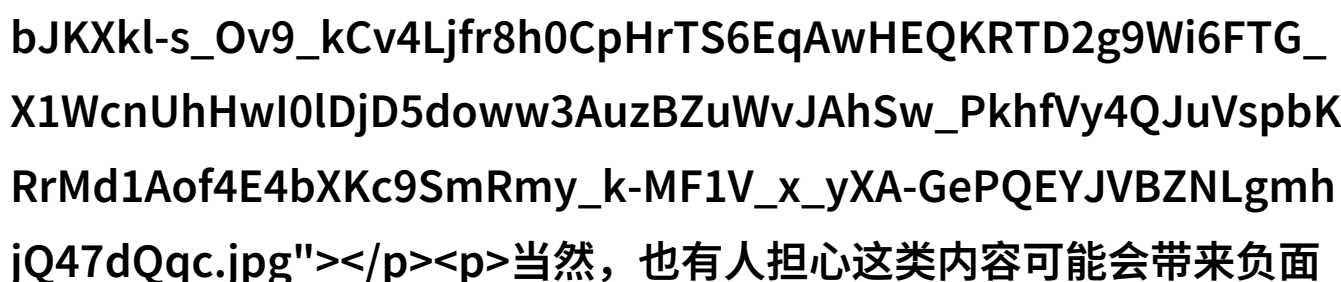 bJKXkl-s_Ov9_kCv4Ljfr8h0CpHrTS6EqAwHEQKRTD2g9Wi6FTG_
X1WcnUhHwI0lDjD5doww3AuzBZuWvJAhSw_PkhfVy4QJuVspbK
RrMd1Aof4E4bXKc9SmRmy_k-MF1V_x_yXA-GePQEYJVBZNLgmh
jQ47dQqc.jpg"></p><p>当然，也有人担心这类内容可能会带来负面